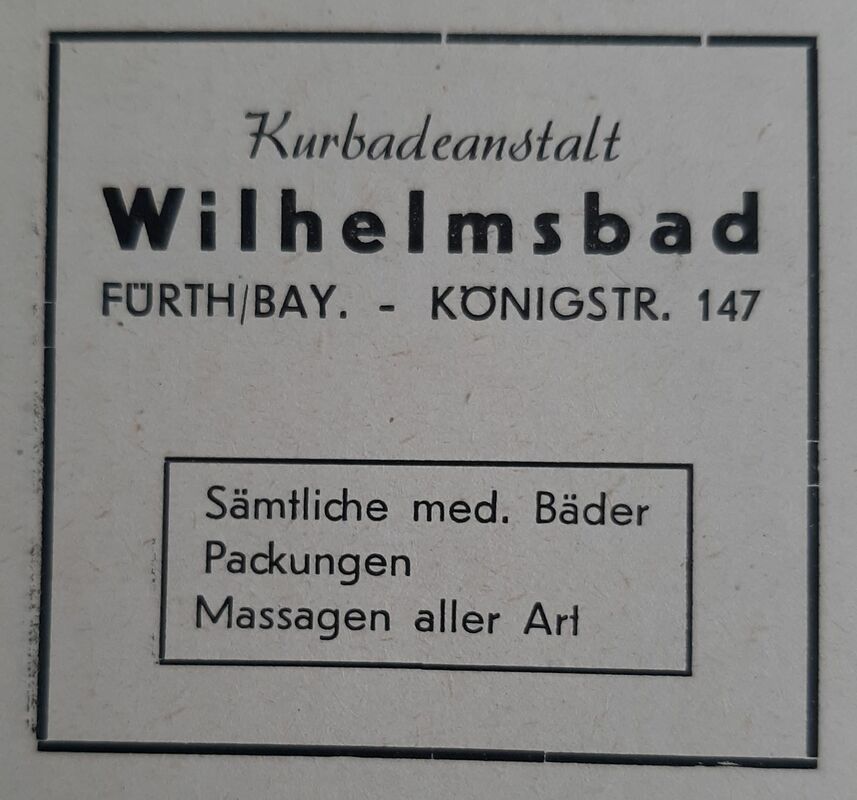 Kurbadeanstalt
Wilhelmsbad
FÜRTH/BAY. - KÖNIGSTR. 147
Sämtliche med. Bäder
Packungen
Massagen aller Art